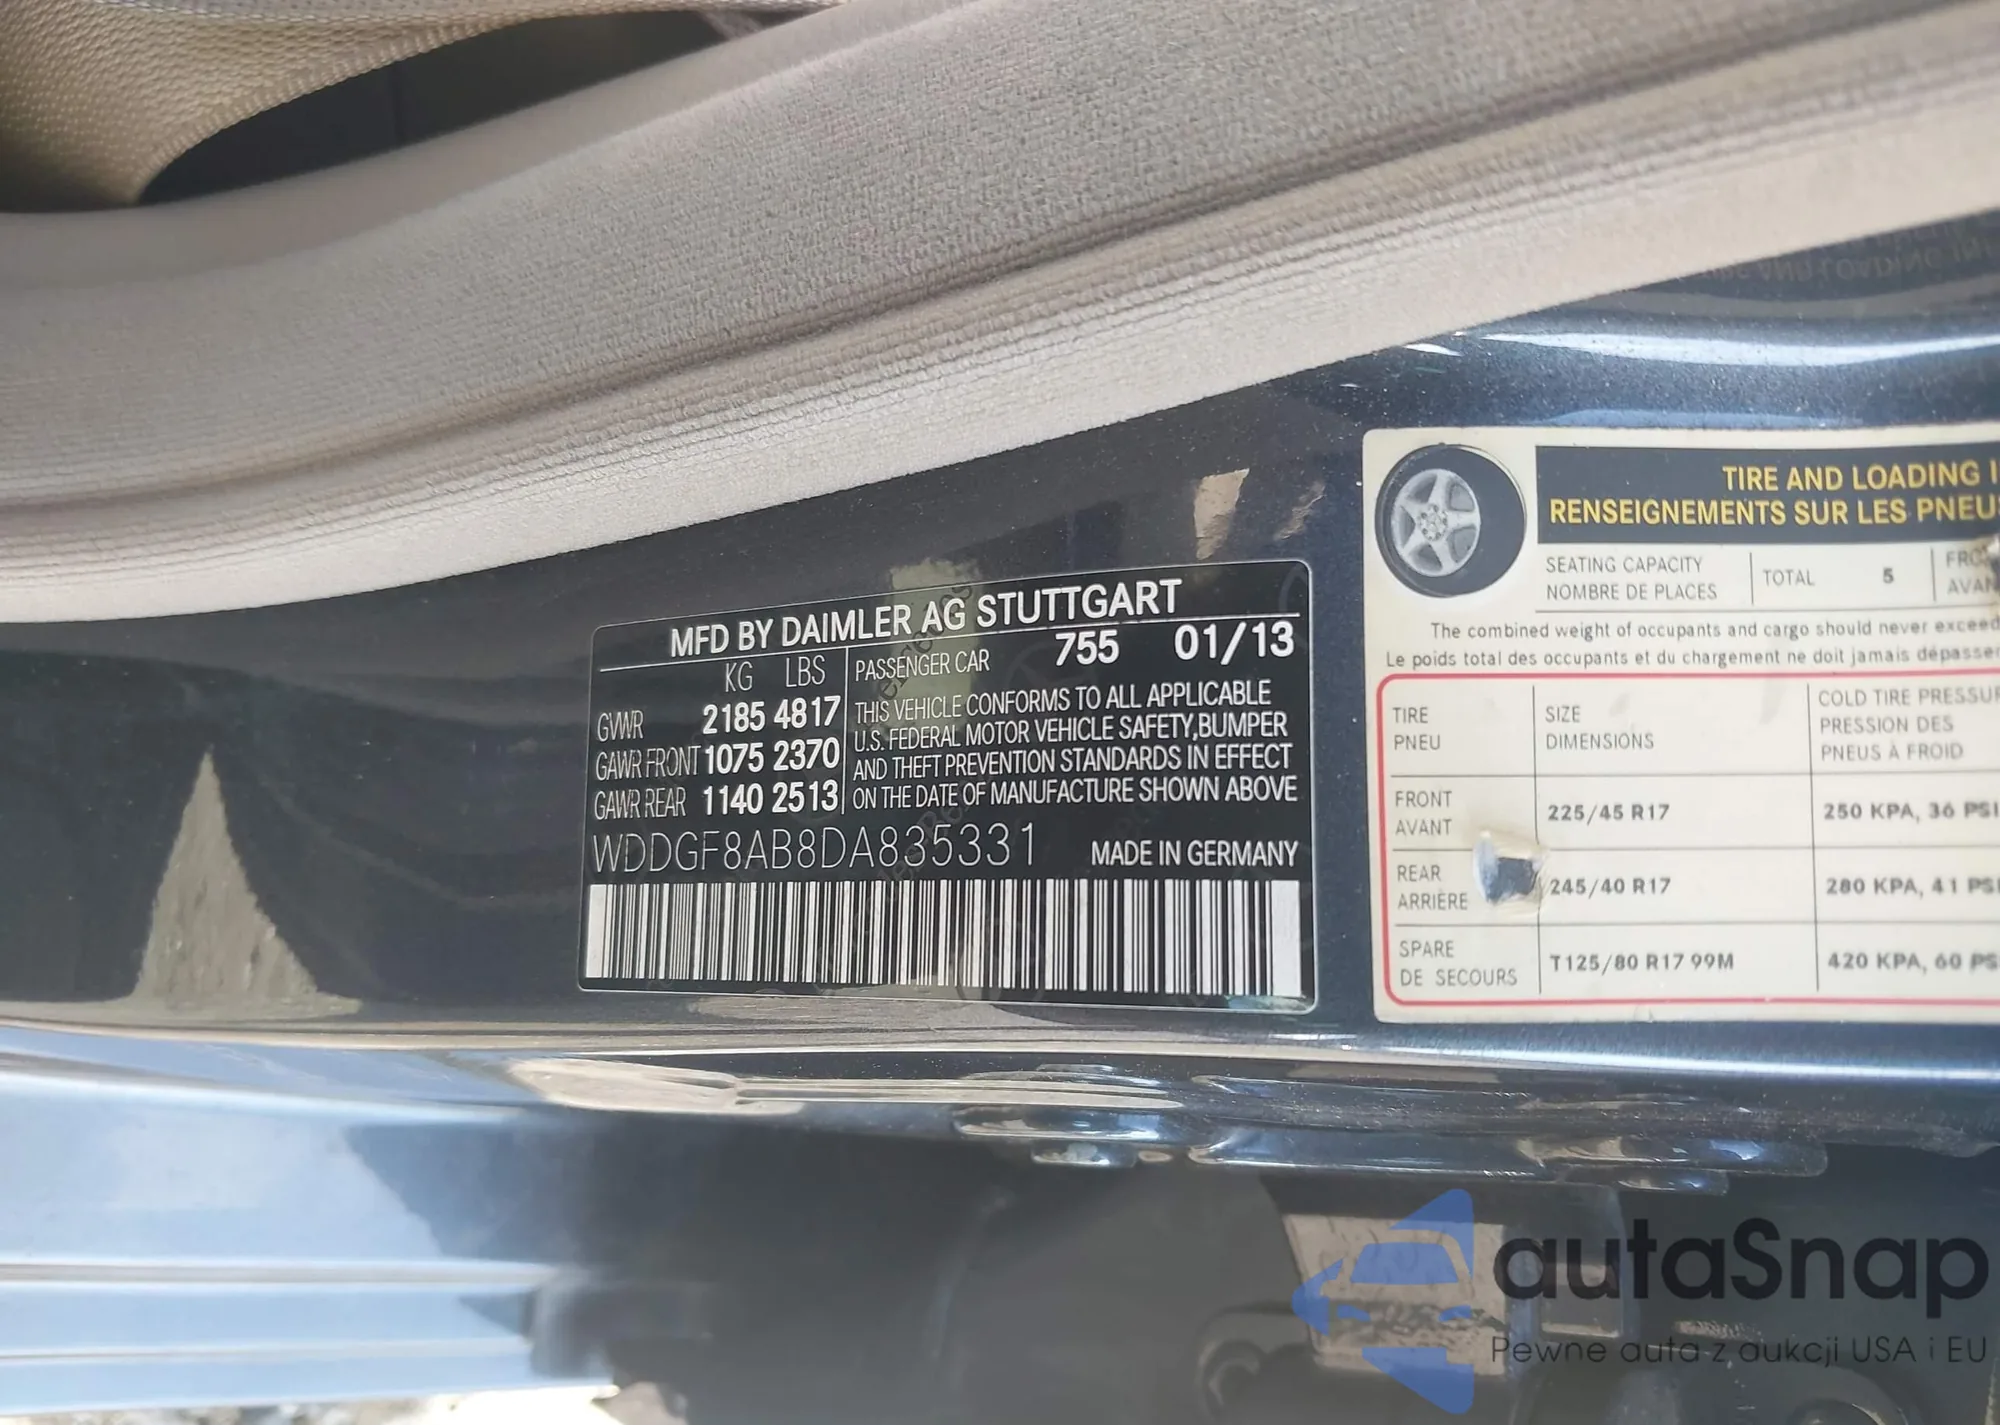 MFD BY DAIMLER AG STUTTGART
KG LBS PASSENGER CAR 755 01/13
GVWR 2185 4817
GAWR FRONT 1075 2370
GAWR REAR 1140 2513
THIS VEHICLE CONFORMS TO ALL APPLICABLE
U.S. FEDERAL MOTOR VEHICLE SAFETY,BUMPER
AND THEFT PREVENTION STANDARDS IN EFFECT
ON THE DATE OF MANUFACTURE SHOWN ABOVE
WDDGF8AB8DA835331 MADE IN GERMANY
TIRE AND LOADING
RENSEIGNEMENTS SUR LES PNEUS
SEATING CAPACITY
NOMBRE DE PLACES
TOTAL 5
The combined weight of occupants and cargo should never exceed
Le poids total des occupants et du chargement ne doit jamais dépasser
TIRE
PNEU
SIZE
DIMENSIONS
COLD TIRE PRESSUR
PRESSION DES
PNEUS À FROID
FRONT
AVANT
225/45 R17
250 KPA, 36 PSI
REAR
ARRIÈRE
245/40 R17
280 KPA, 41 PSI
SPARE
DE SECOURS
T125/80 R17 99M
420 KPA, 60 PSI
autaSnap
Pewne auta z aukcji USA i EU